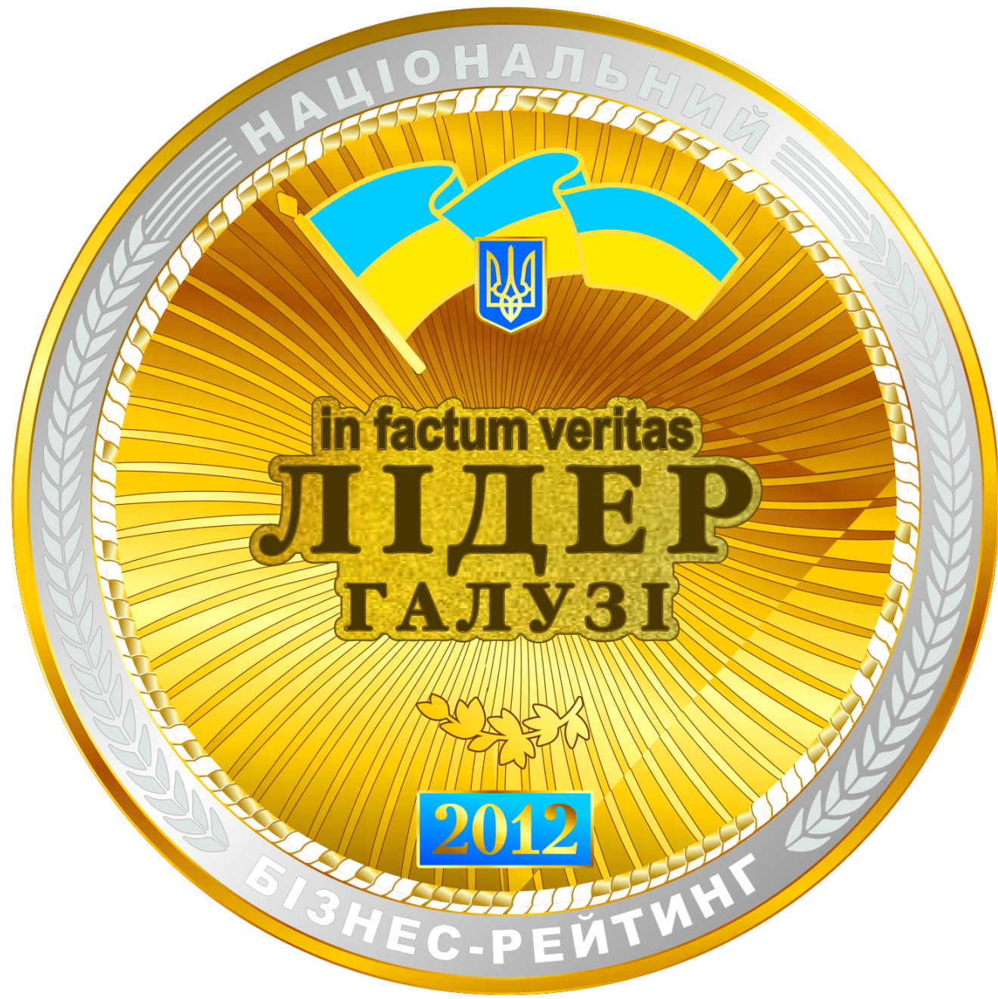 НАЦІОНАЛЬНИЙ
in factum veritas
ЛІДЕР
ГАЛУЗІ
2012
БІЗНЕС-РЕЙТИНГ